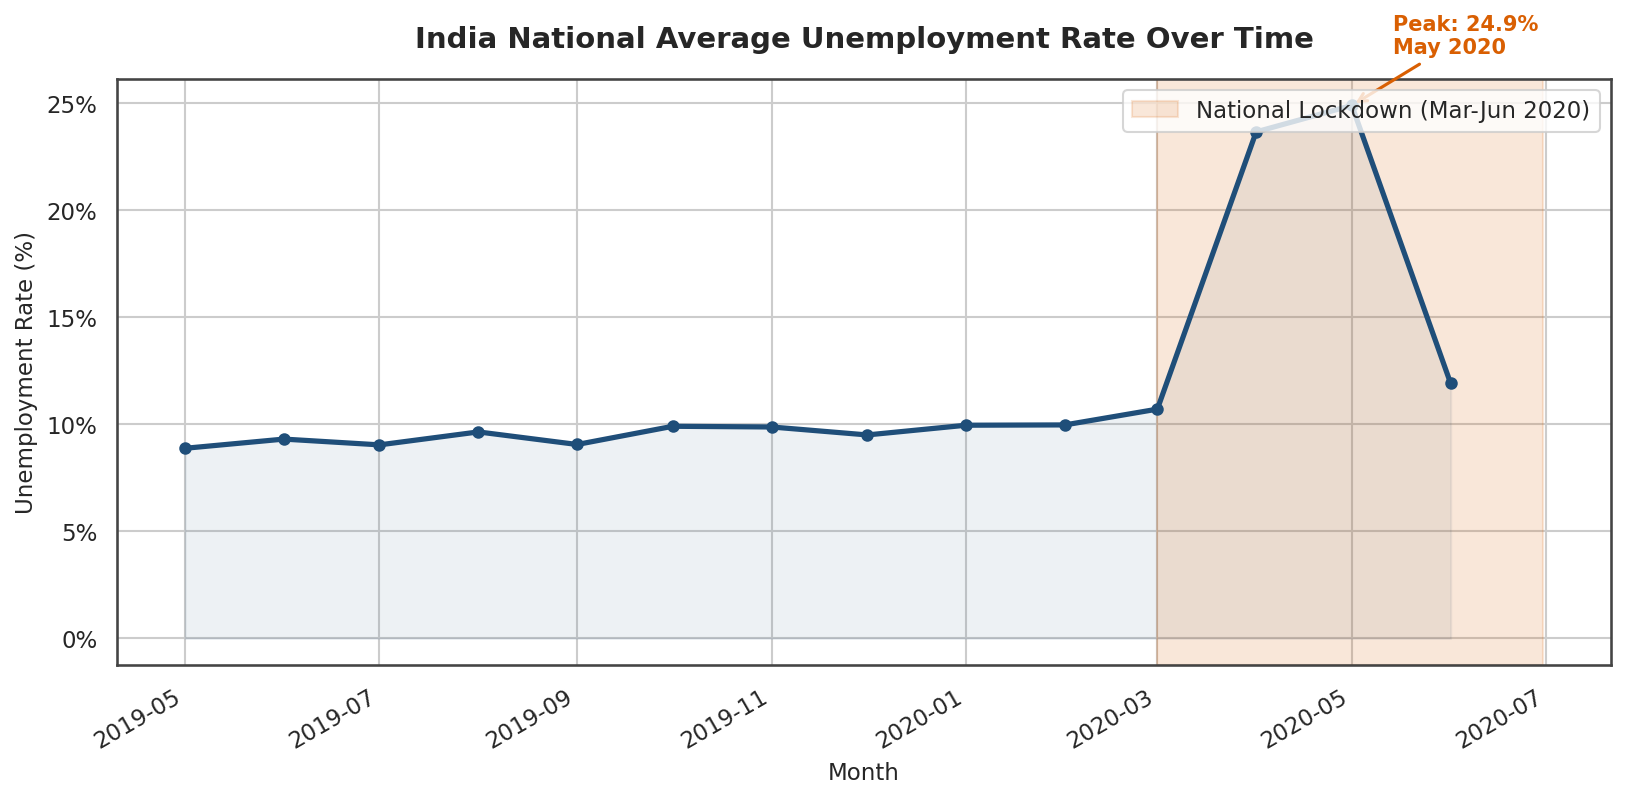 India National Average Unemployment Rate Over Time
Peak: 24.9%
May 2020
National Lockdown (Mar-Jun 2020)
Unemployment Rate (%)
25%
20%
15%
10%
5%
0%
2019-05
2019-07
2019-09
2019-11
2020-01
2020-03
2020-05
2020-07
Month